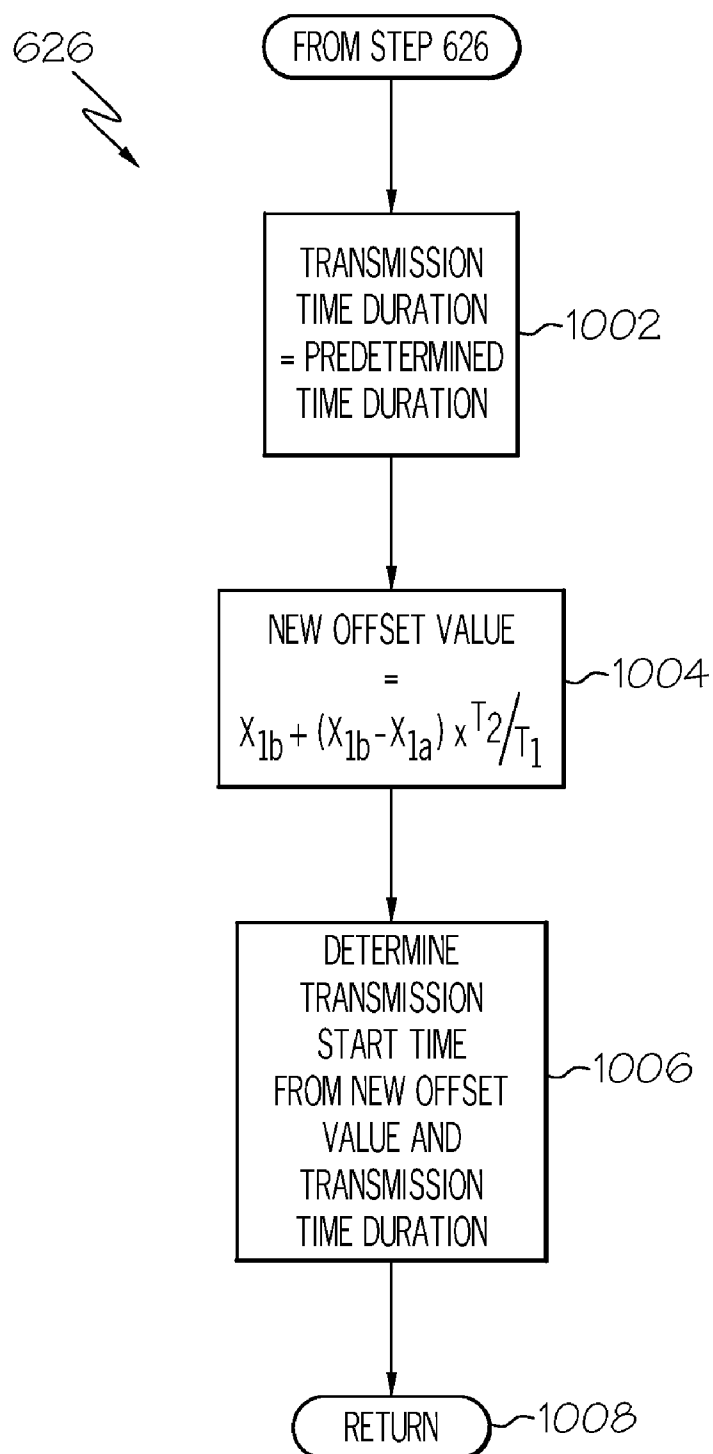 626
FROM STEP 626
TRANSMISSION
TIME DURATION
= PREDETERMINED
TIME DURATION
1002
NEW OFFSET VALUE
=
X1b + (X1b - X1a) x T2/T1
1004
DETERMINE
TRANSMISSION
START TIME
FROM NEW OFFSET
VALUE AND
TRANSMISSION
TIME DURATION
1006
RETURN
1008